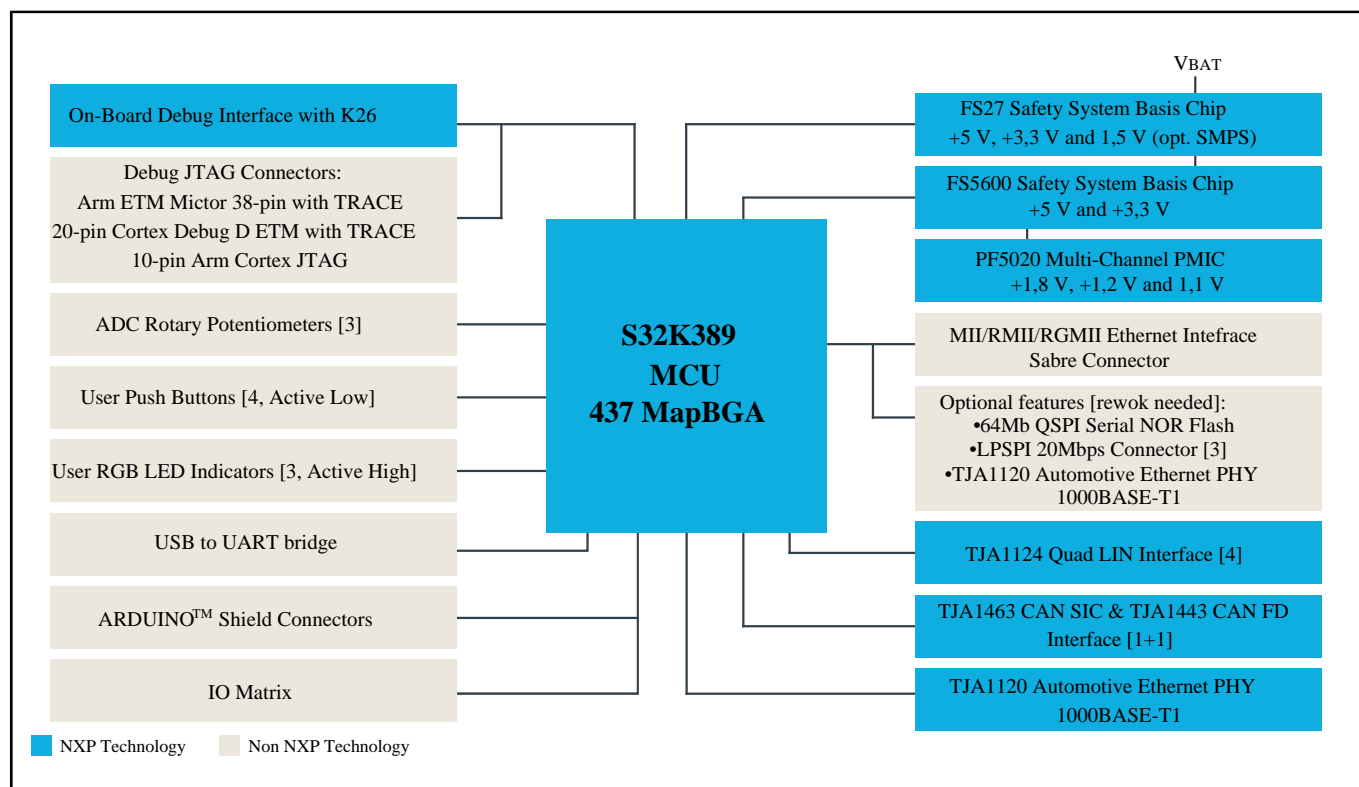 VBAT
On-Board Debug Interface with K26
Debug JTAG Connectors:
Arm ETM Mictor 38-pin with TRACE
20-pin Cortex Debug D ETM with TRACE
10-pin Arm Cortex JTAG
ADC Rotary Potentiometers [3]
User Push Buttons [4, Active Low]
User RGB LED Indicators [3, Active High]
USB to UART bridge
ARDUINO™ Shield Connectors
IO Matrix
S32K389
MCU
437 MapBGA
FS27 Safety System Basis Chip
+5 V, +3,3 V and 1,5 V (opt. SMPS)
FS5600 Safety System Basis Chip
+5 V and +3,3 V
PF5020 Multi-Channel PMIC
+1,8 V, +1,2 V and 1,1 V
MII/RMII/RGMII Ethernet Intefrace
Sabre Connector
Optional features [rewok needed]:
•64Mb QSPI Serial NOR Flash
•LPSPI 20Mbps Connector [3]
•TJA1120 Automotive Ethernet PHY
1000BASE-T1
TJA1124 Quad LIN Interface [4]
TJA1463 CAN SIC & TJA1443 CAN FD
Interface [1+1]
TJA1120 Automotive Ethernet PHY
1000BASE-T1
NXP Technology
Non NXP Technology